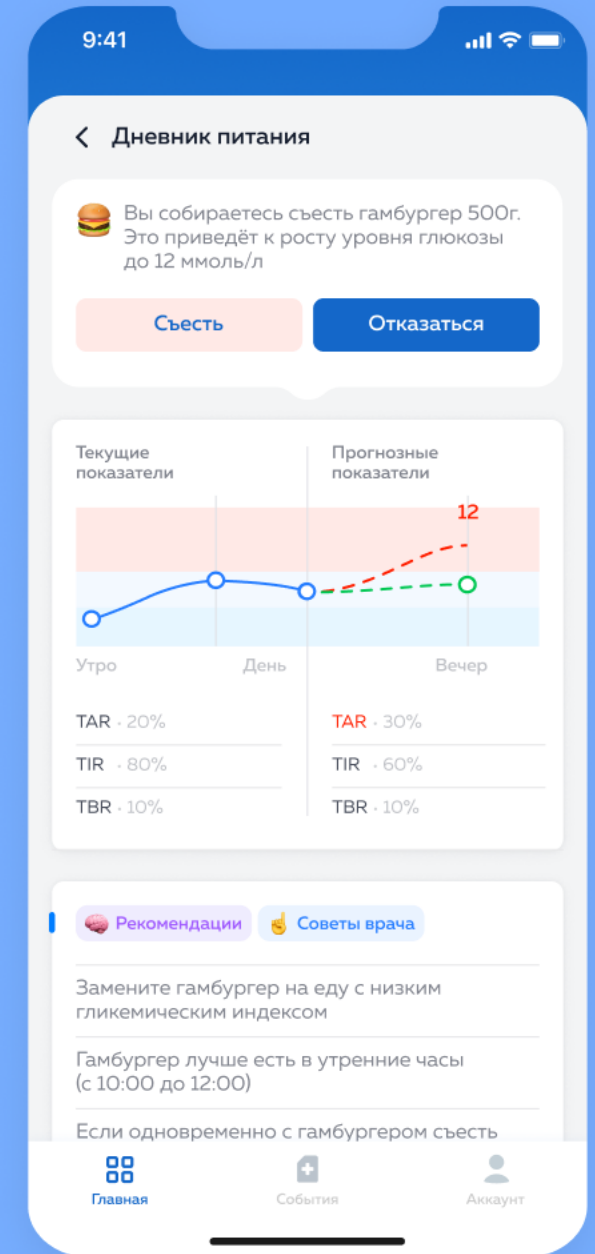 9:41
Дневник питания
Вы собираетесь съесть гамбургер 500г.
Это приведёт к росту уровня глюкозы
до 12 ммоль/л
Съесть
Отказаться
Текущие
показатели
Прогнозные
показатели
12
Утро
День
Вечер
TAR · 20%
TIR · 80%
TBR · 10%
TAR · 30%
TIR · 60%
TBR · 10%
Рекомендации
Советы врача
Замените гамбургер на еду с низким
гликемическим индексом
Гамбургер лучше есть в утренние часы
(с 10:00 до 12:00)
Если одновременно с гамбургером съесть
Главная
События
Аккаунт